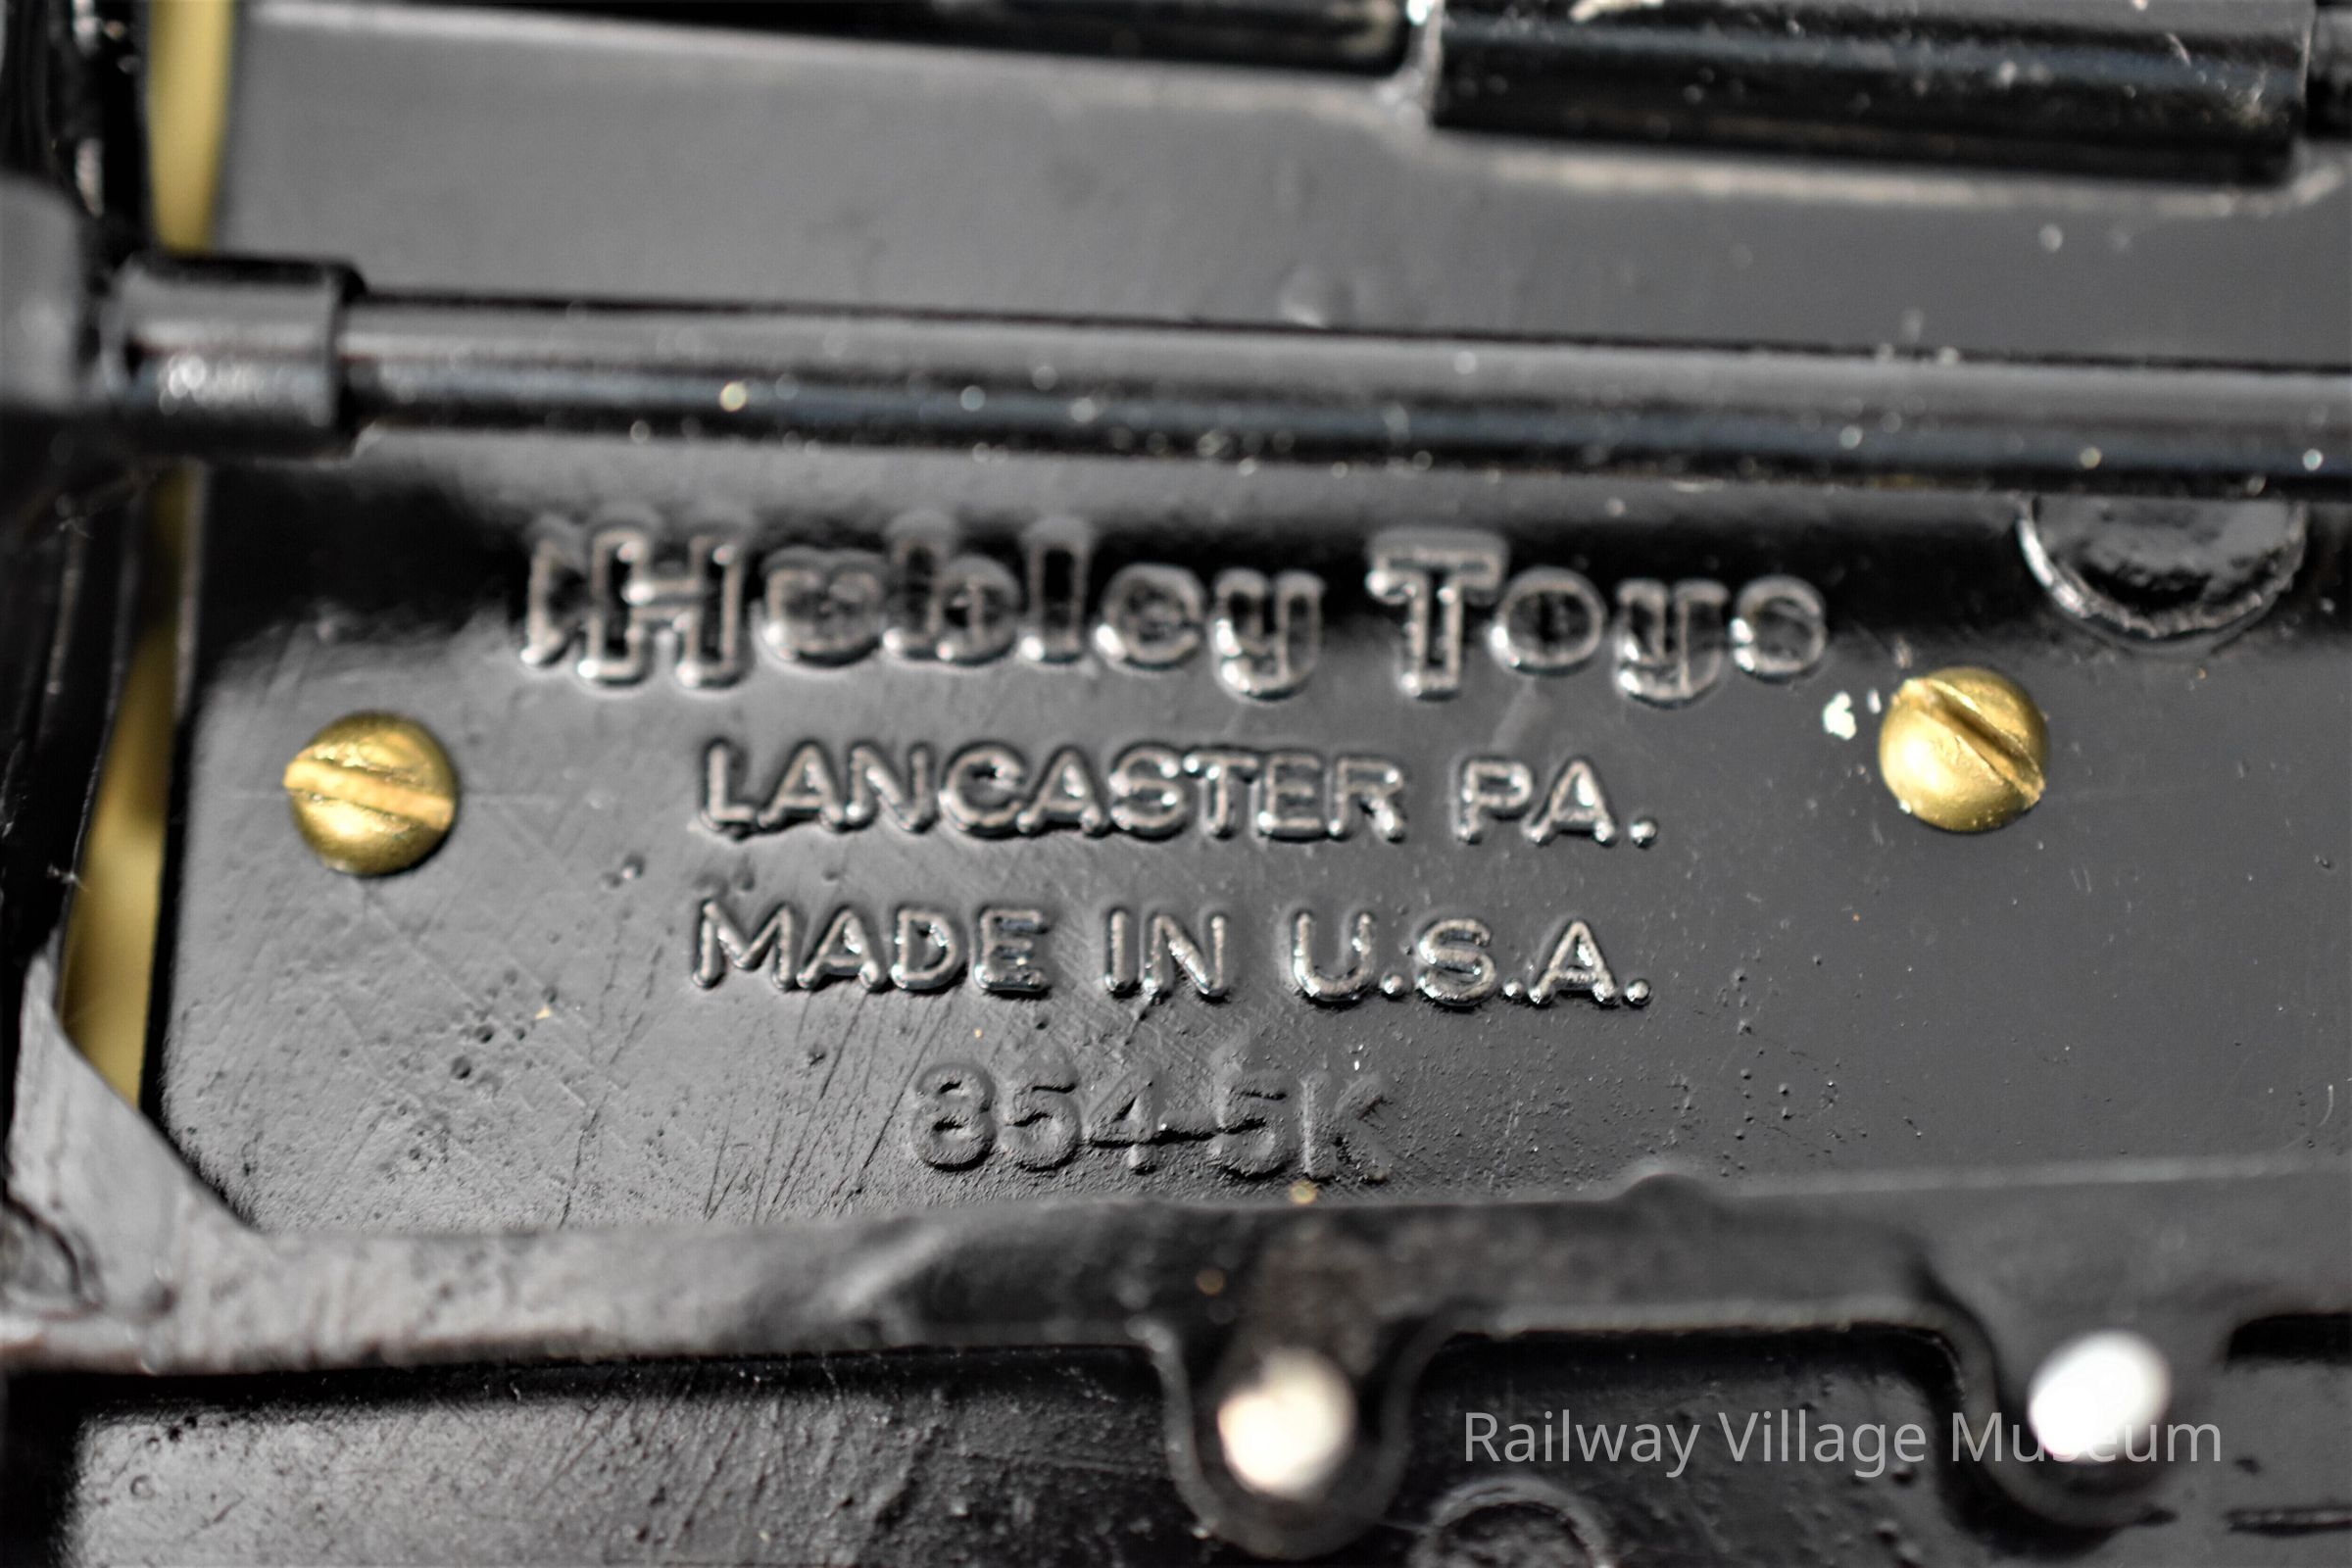 Hubley Toys
LANCASTER PA.
MADE IN U.S.A.
854-5K
Railway Village Museum